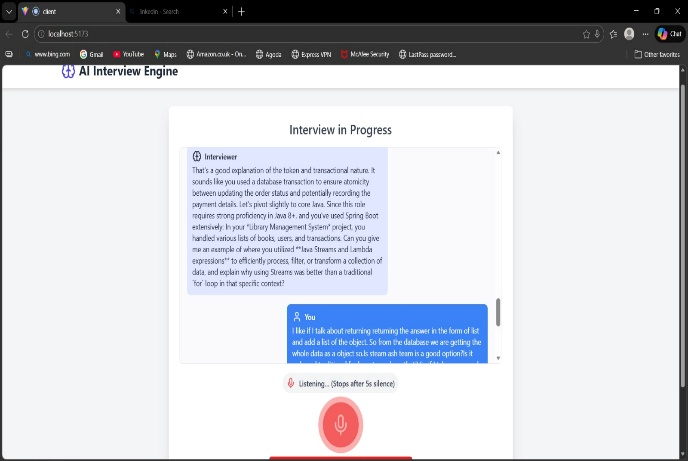 client
linkedin - Search
localhost:5173
Chat
www.bing.com
Gmail
YouTube
Maps
Amazon.co.uk - On...
Agoda
Express VPN
McAfee Security
LastPass password...
Other favorites
AI Interview Engine
Interview in Progress
Interviewer
That's a good explanation of the token and transactional nature. It
sounds like you used a database transaction to ensure atomicity
between updating the order status and potentially recording the
payment details. Let's pivot slightly to core Java. Since this role
requires strong proficiency in Java 8+, and you've used Spring Boot
extensively: In your *Library Management System* project, you
handled various lists of books, users, and transactions. Can you give
me an example of where you utilized **Java Streams and Lambda
expressions** to efficiently process, filter, or transform a collection of
data, and explain why using Streams was better than a traditional
`for` loop in that specific context?
You
I like if I talk about returning returning the answer in the form of list
and add a list of the object. So from the database we are getting the
whole data as a object so.Is steam ash team is a good option?Is it
Listening... (Stops after 5s silence)